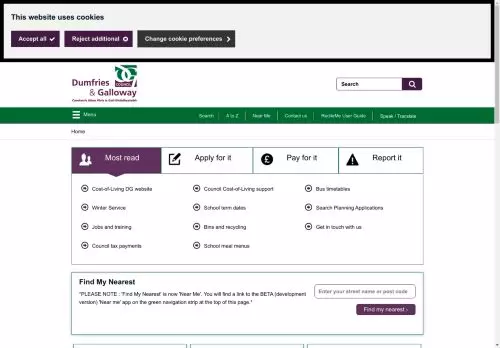 This website uses cookies
Accept all
Reject additional
Change cookie preferences
Dumfries
& Galloway
COUNCIL
Search
Menu
Search
A to Z
Near Me
Contact us
ReciteMe User Guide
Speak / Translate
Home
Most read
Apply for it
Pay for it
Report it
Cost-of-Living DG website
Council Cost-of-Living support
Bus timetables
Winter Service
School term dates
Search Planning Applications
Jobs and training
Bins and recycling
Get in touch with us
Council tax payments
School meal menus
Find My Nearest
"PLEASE NOTE : 'Find My Nearest' is now 'Near Me'. You will find a link to the BETA (development
version) 'Near me' app on the green navigation strip at the top of this page."
Enter your street name or post code
Find my nearest ›